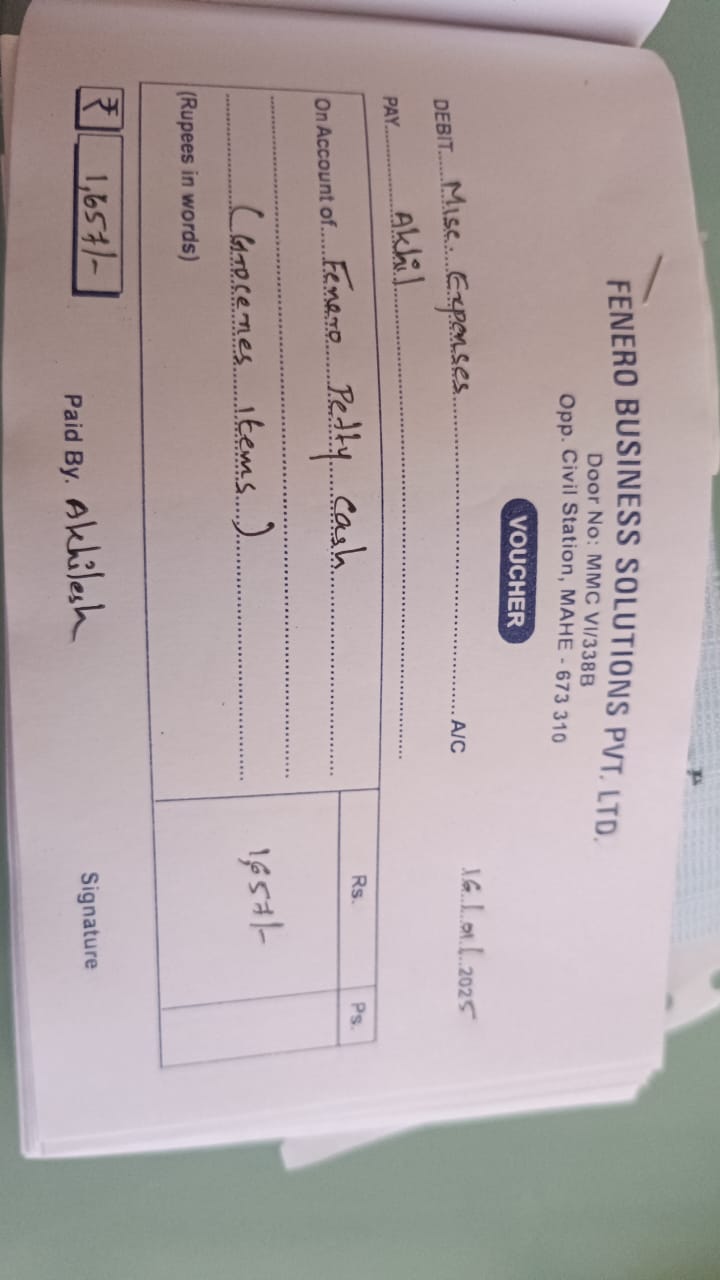 FENERO BUSINESS SOLUTIONS PVT. LTD.
Door No: MMC VI/338B
Opp. Civil Station, MAHE - 673 310
VOUCHER
16/01/2025
DEBIT Misc. Expenses A/C
PAY Akhil
Rs. Ps.
On Account of Fenero Petty cash
(Groceries items) 1,657/-
(Rupees in words)
₹ 1,657/-
Paid By. Akhilesh Signature